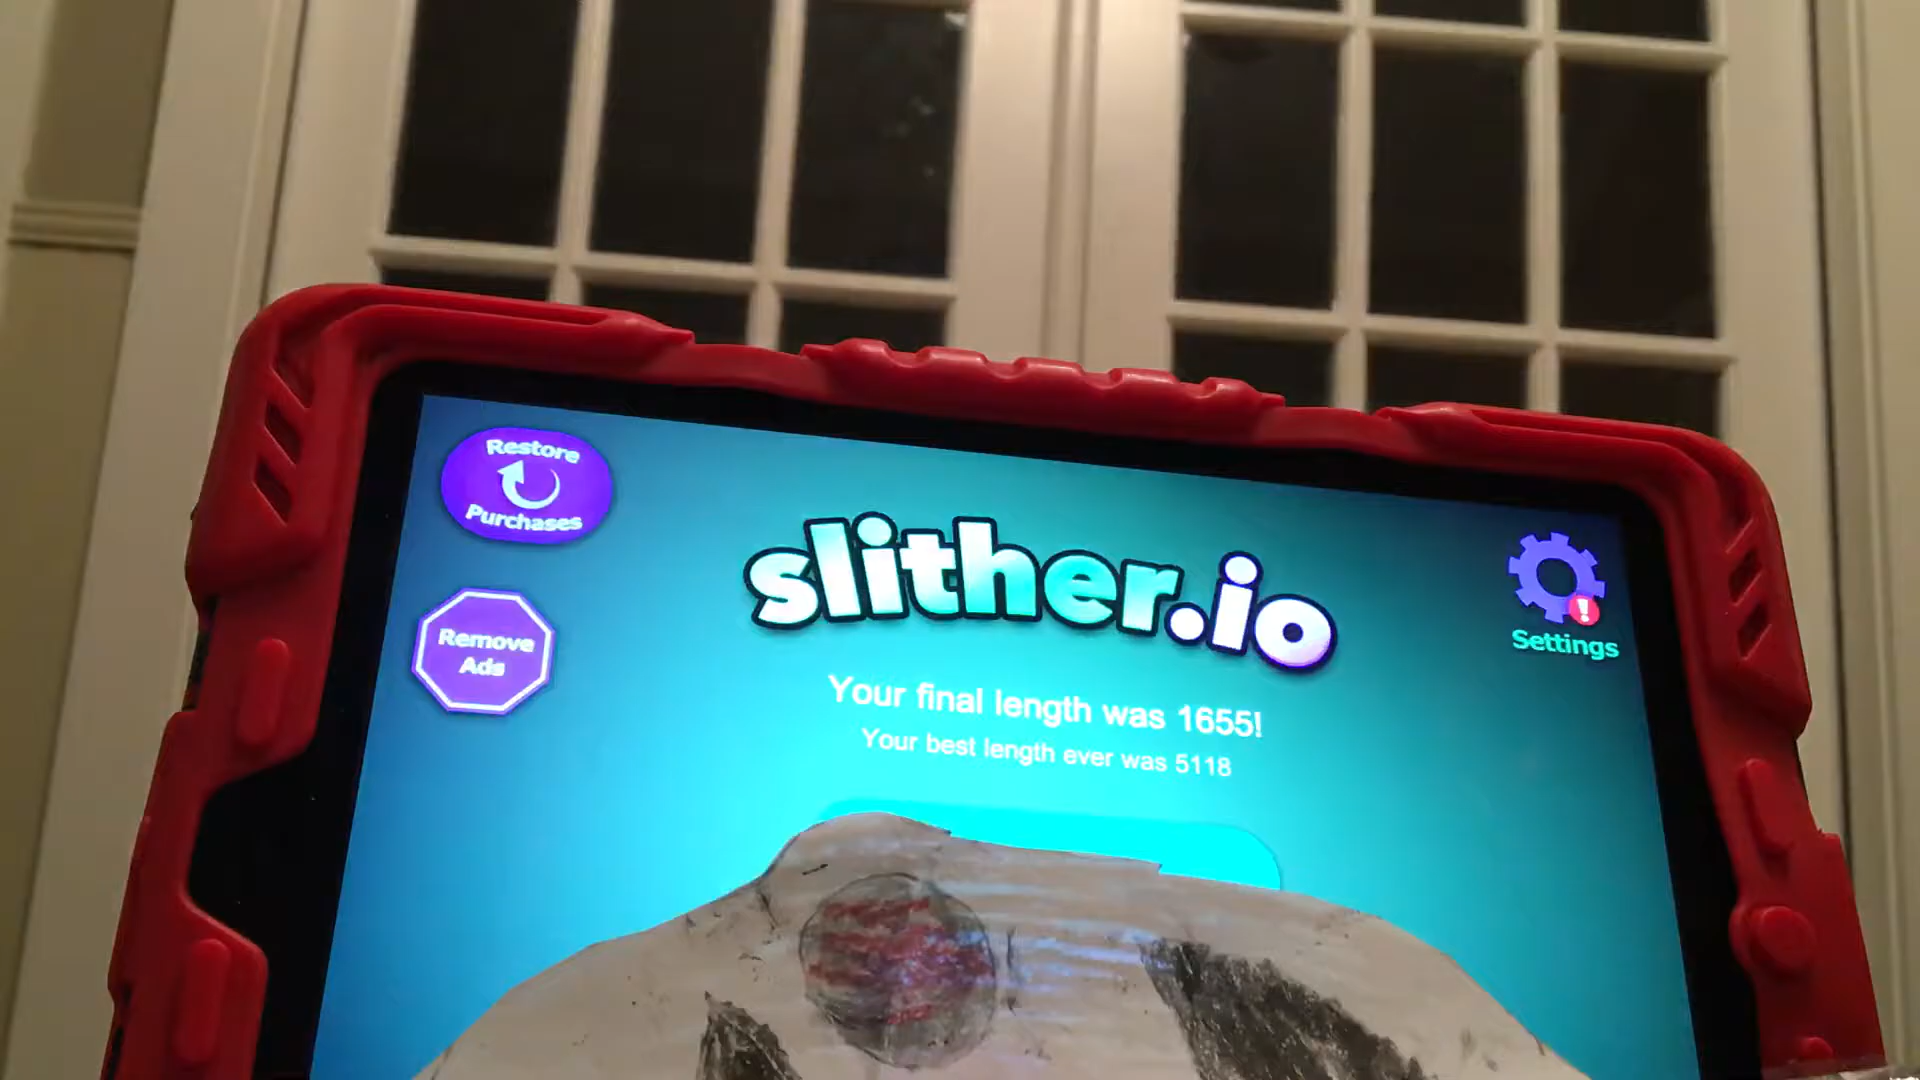 Restore
Purchases
slither.io
Remove
Ads
Settings
Your final length was 1655!
Your best length ever was 5118